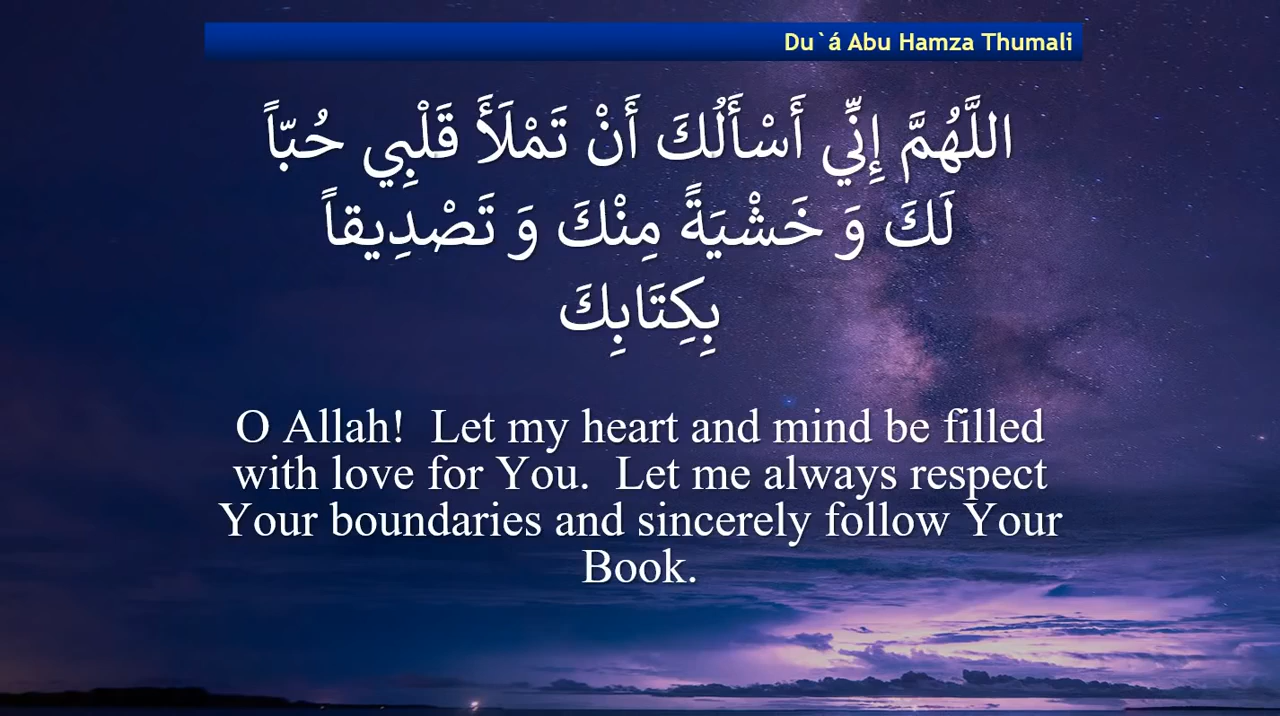 Du`á Abu Hamza Thumali
اللَّهُمَّ إِنِّي أَسْأَلُكَ أَنْ تَمْلَأَ قَلْبِي حُبّاً
لَكَ وَ خَشْيَةً مِنْكَ وَ تَصْدِيقاً
بِكِتَابِكَ
O Allah!  Let my heart and mind be filled
with love for You.  Let me always respect
Your boundaries and sincerely follow Your
Book.